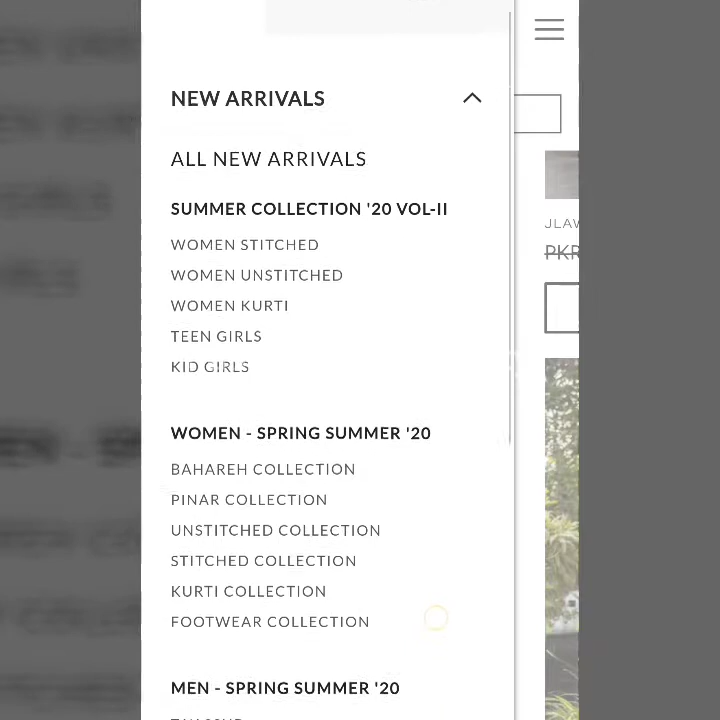 NEW ARRIVALS
ALL NEW ARRIVALS
SUMMER COLLECTION '20 VOL-II
WOMEN STITCHED
WOMEN UNSTITCHED
WOMEN KURTI
TEEN GIRLS
KID GIRLS
WOMEN - SPRING SUMMER '20
BAHAREH COLLECTION
PINAR COLLECTION
UNSTITCHED COLLECTION
STITCHED COLLECTION
KURTI COLLECTION
FOOTWEAR COLLECTION
MEN - SPRING SUMMER '20
JLAW
PKR